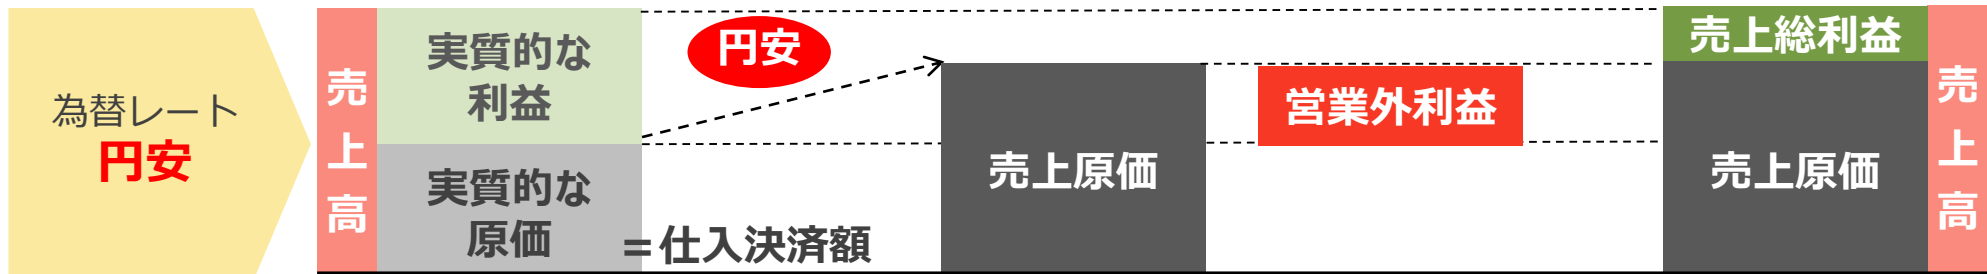 為替レート
円安
売上高
実質的な
利益
実質的な
原価
＝仕入決済額
円安
売上原価
営業外利益
売上総利益
売上原価
売上高